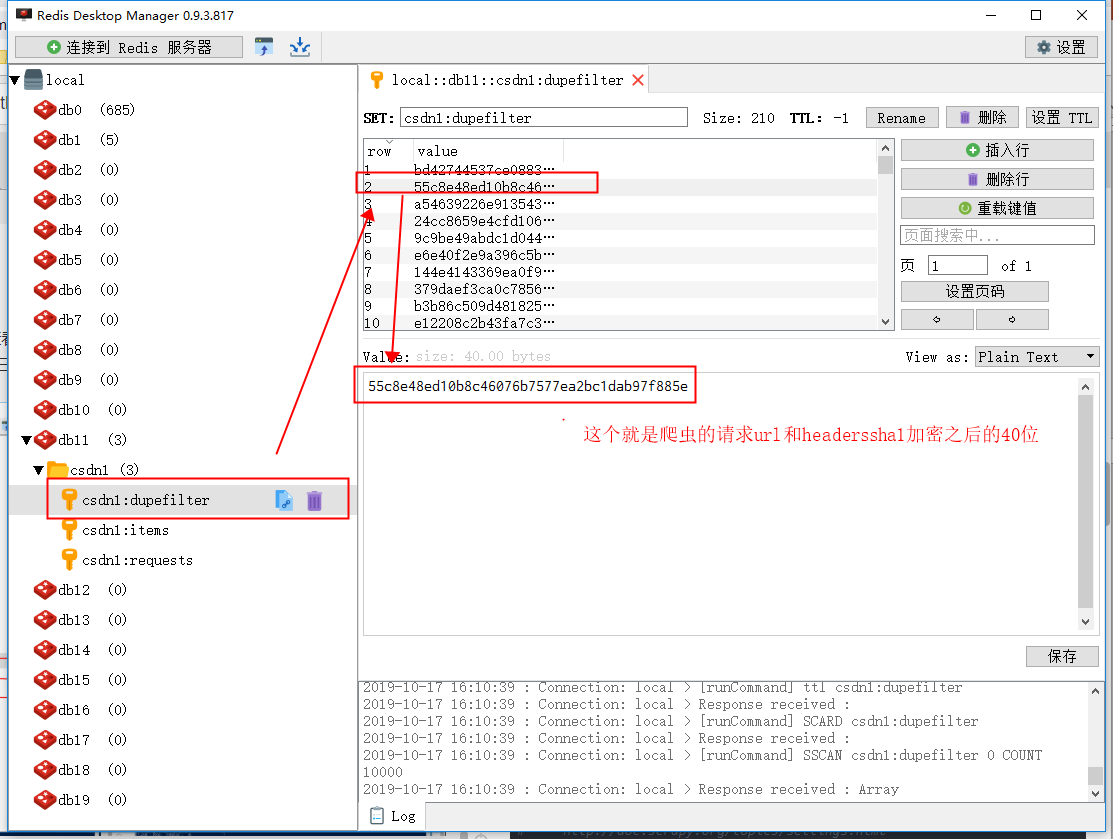 Redis Desktop Manager 0.9.3.817
连接到 Redis 服务器
设置
local
db0 (685)
db1 (5)
db2 (0)
db3 (0)
db4 (0)
db5 (0)
db6 (0)
db7 (0)
db8 (0)
db9 (0)
db10 (0)
db11 (3)
csdn1 (3)
csdn1:dupefilter
csdn1:items
csdn1:requests
db12 (0)
db13 (0)
db14 (0)
db15 (0)
db16 (0)
db17 (0)
db18 (0)
db19 (0)
local::db11::csdn1:dupefilter
SET: csdn1:dupefilter Size: 210 TTL: -1 Rename 删除 设置 TTL
row value
1 bd42744537ce0883…
2 55c8e48ed10b8c46…
3 a54639226e913543…
4 24cc8659e4cfd106…
5 9c9be49abdc1d044…
6 e6e40f2e9a396c5b…
7 144e4143369ea0f9…
8 379daef3ca0c7856…
9 b3b86c509d481825…
10 e12208c2b43fa7c3…
插入行
删除行
重载键值
页面搜索中...
页 1 of 1
设置页码
Value: size: 40.00 bytes View as: Plain Text
55c8e48ed10b8c46076b7577ea2bc1dab97f885e
这个就是爬虫的请求url和headerssha1加密之后的40位
保存
2019-10-17 16:10:39 : Connection: local > [runCommand] ttl csdn1:dupefilter
2019-10-17 16:10:39 : Connection: local > Response received :
2019-10-17 16:10:39 : Connection: local > [runCommand] SCARD csdn1:dupefilter
2019-10-17 16:10:39 : Connection: local > Response received :
2019-10-17 16:10:39 : Connection: local > [runCommand] SSCAN csdn1:dupefilter 0 COUNT
10000
2019-10-17 16:10:39 : Connection: local > Response received : Array
Log